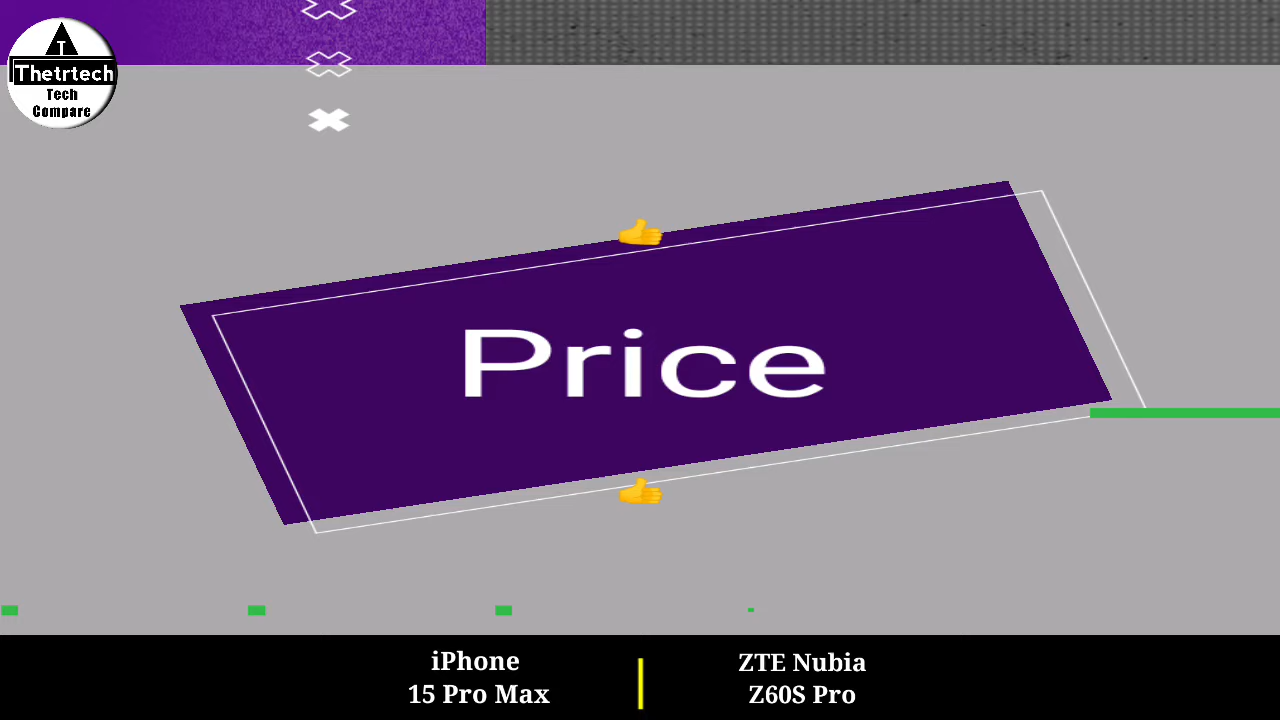 T
Thetrtech
Tech
Compare
Price
iPhone
15 Pro Max
ZTE Nubia
Z60S Pro